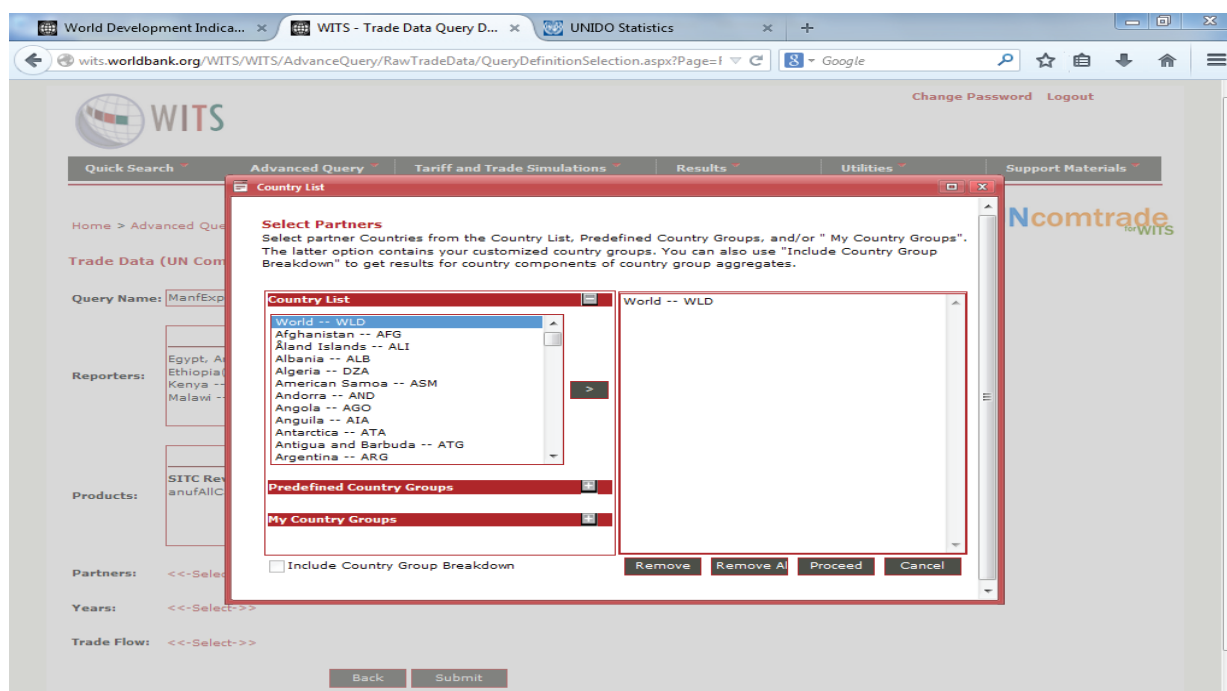 World Development Indica...
WITS - Trade Data Query D...
UNIDO Statistics
wits.worldbank.org/WITS/WITS/AdvanceQuery/RawTradeData/QueryDefinitionSelection.aspx?Page=
Google
Change Password Logout
WITS
Quick Search Advanced Query Tariff and Trade Simulations Results Utilities Support Materials
Country List
Home > Advanced Que
Ncomtrade
for WITS
Select Partners
Select partner Countries from the Country List, Predefined Country Groups, and/or " My Country Groups".
The latter option contains your customized country groups. You can also use "Include Country Group
Breakdown" to get results for country components of country group aggregates.
Trade Data (UN Com
Query Name: ManfExp
Country List
World -- WLD
Afghanistan -- AFG
Åland Islands -- ALI
Albania -- ALB
Algeria -- DZA
American Samoa -- ASM
Andorra -- AND
Angola -- AGO
Anguila -- AIA
Antarctica -- ATA
Antigua and Barbuda -- ATG
Argentina -- ARG
>
World -- WLD
Reporters:
Egypt, A
Ethiopia(
Kenya --
Malawi --
Predefined Country Groups
My Country Groups
Products:
SITC Rev
anufAllC
Include Country Group Breakdown
Remove Remove Al Proceed Cancel
Partners: <<-Selec
Years: <<-Select->>
Trade Flow: <<-Select->>
Back Submit